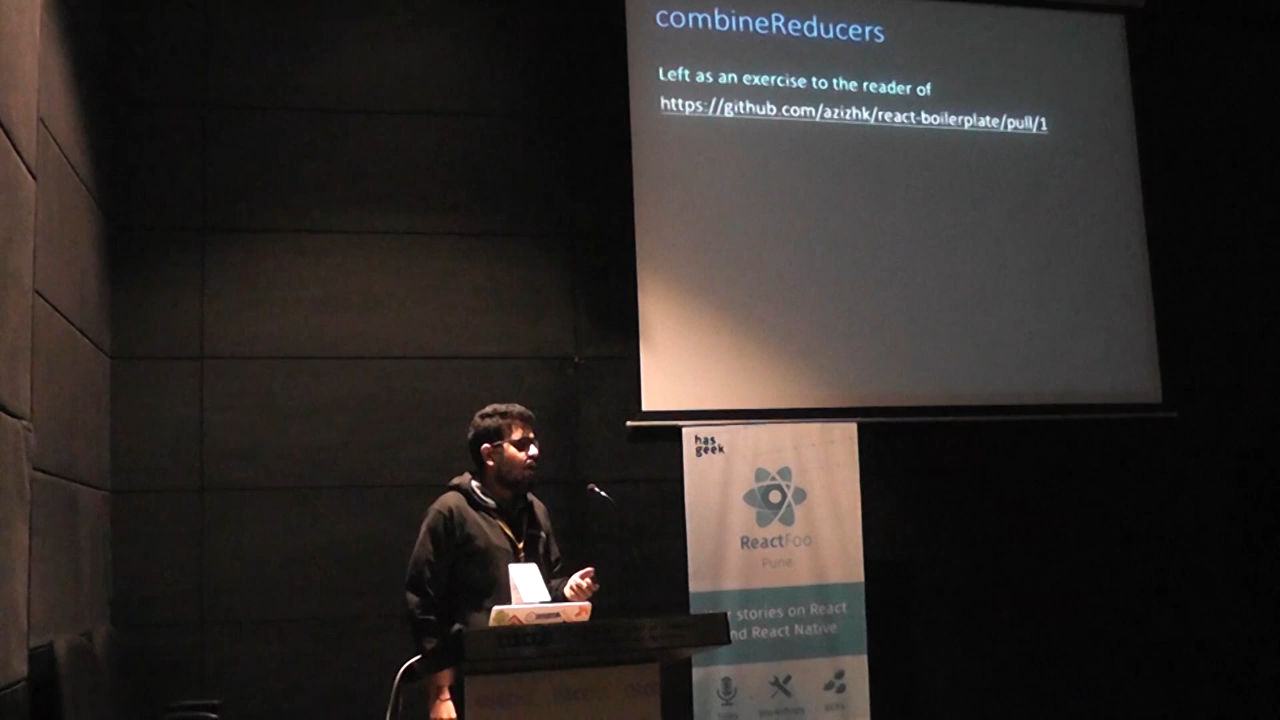 combineReducers
Left as an exercise to the reader of
https://github.com/azizhk/react-boilerplate/pull/1
has
geek
ReactFoo
Pune
stories on React
React Native